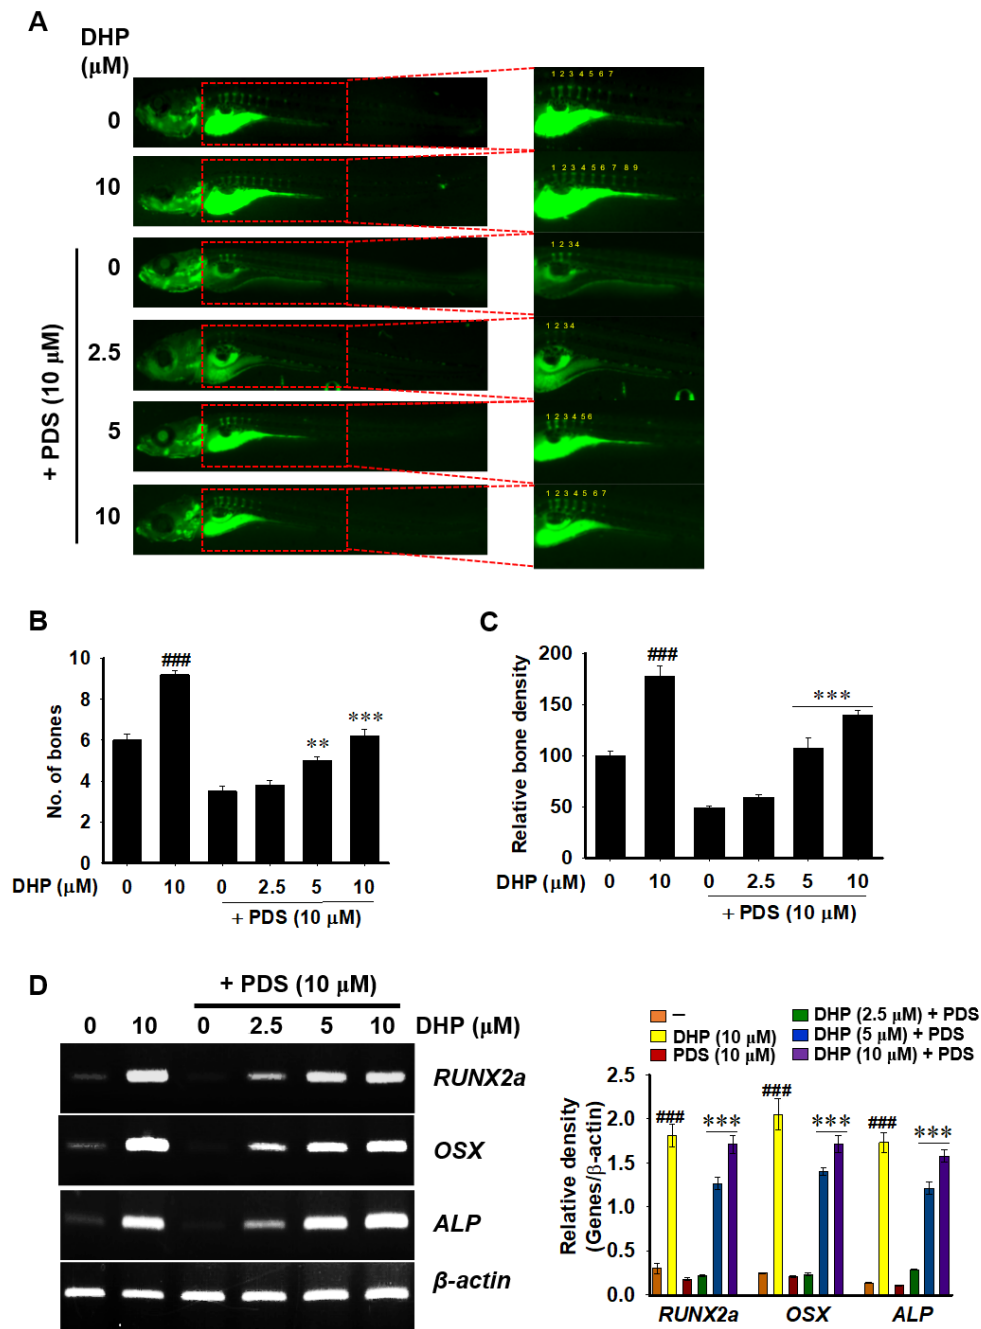 A
DHP
(μM)
0
10
0
2.5
5
10
+ PDS (10 μM)
1 2 3 4 5 6 7
1 2 3 4 5 6 7 8 9
1 2 3 4
1 2 3 4
1 2 3 4 5 6
1 2 3 4 5 6 7
B
No. of bones
10
8
6
4
2
0
###
**
***
DHP (μM) 0 10 0 2.5 5 10
+ PDS (10 μM)
C
Relative bone density
200
150
100
50
0
###
***
DHP (μM) 0 10 0 2.5 5 10
+ PDS (10 μM)
D
+ PDS (10 μM)
0 10 0 2.5 5 10 DHP (μM)
RUNX2a
OSX
ALP
β-actin
–
DHP (10 μM)
PDS (10 μM)
DHP (2.5 μM) + PDS
DHP (5 μM) + PDS
DHP (10 μM) + PDS
Relative density
(Genes/β-actin)
2.5
2.0
1.5
1.0
0.5
0.0
### *** ### *** ### ***
RUNX2a OSX ALP